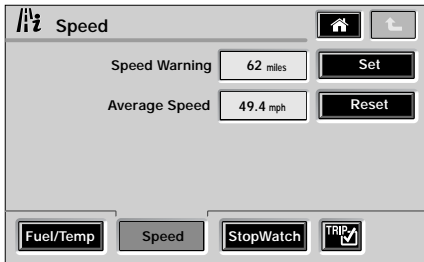 Speed
Speed Warning 62 miles Set
Average Speed 49.4 mph Reset
Fuel/Temp Speed StopWatch TRIP